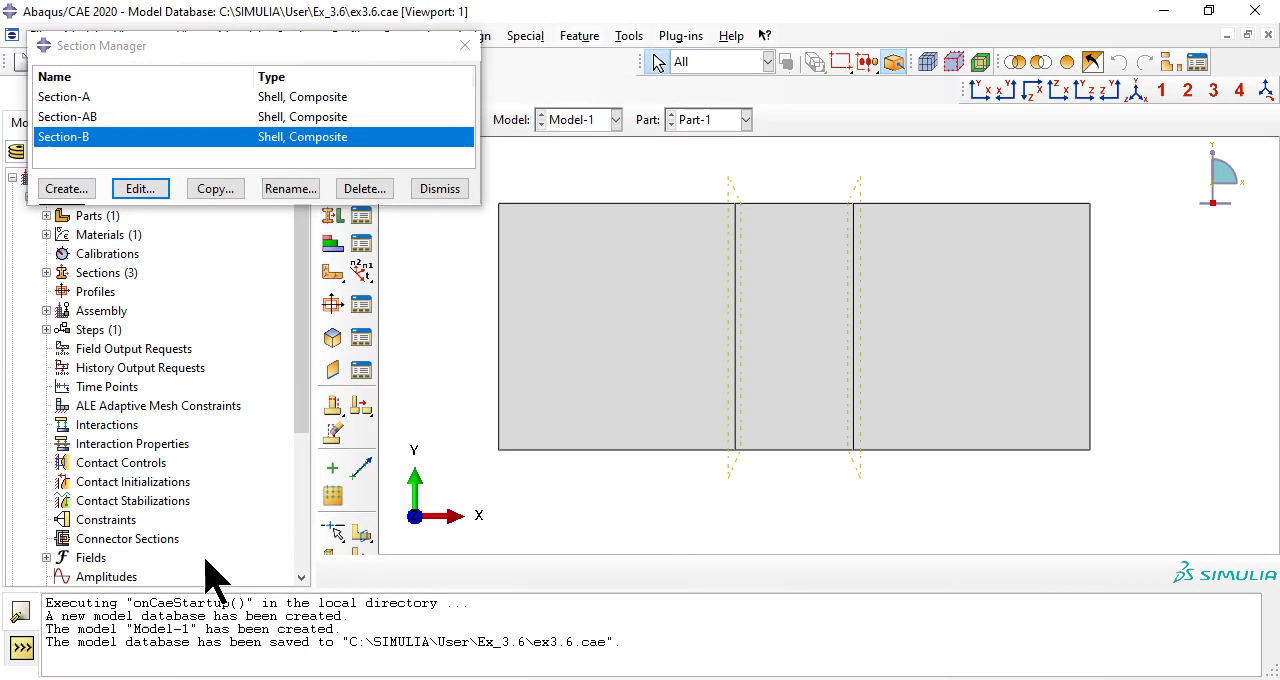 Abaqus/CAE 2020 - Model Database: C:\SIMULIA\User\Ex_3.6\ex3.6.cae [Viewport: 1]
Special Feature Tools Plug-ins Help
Section Manager
All
Name Type
Section-A Shell, Composite
Section-AB Shell, Composite
Section-B Shell, Composite
Create... Edit... Copy... Rename... Delete... Dismiss
1 2 3 4
Model: Model-1 Part: Part-1
Parts (1)
Materials (1)
Calibrations
Sections (3)
Profiles
Assembly
Steps (1)
Field Output Requests
History Output Requests
Time Points
ALE Adaptive Mesh Constraints
Interactions
Interaction Properties
Contact Controls
Contact Initializations
Contact Stabilizations
Constraints
Connector Sections
Fields
Amplitudes
Y
X
Y
X
SIMULIA
Executing "onCaeStartup()" in the local directory ...
A new model database has been created.
The model "Model-1" has been created.
The model database has been saved to "C:\SIMULIA\User\Ex_3.6\ex3.6.cae".